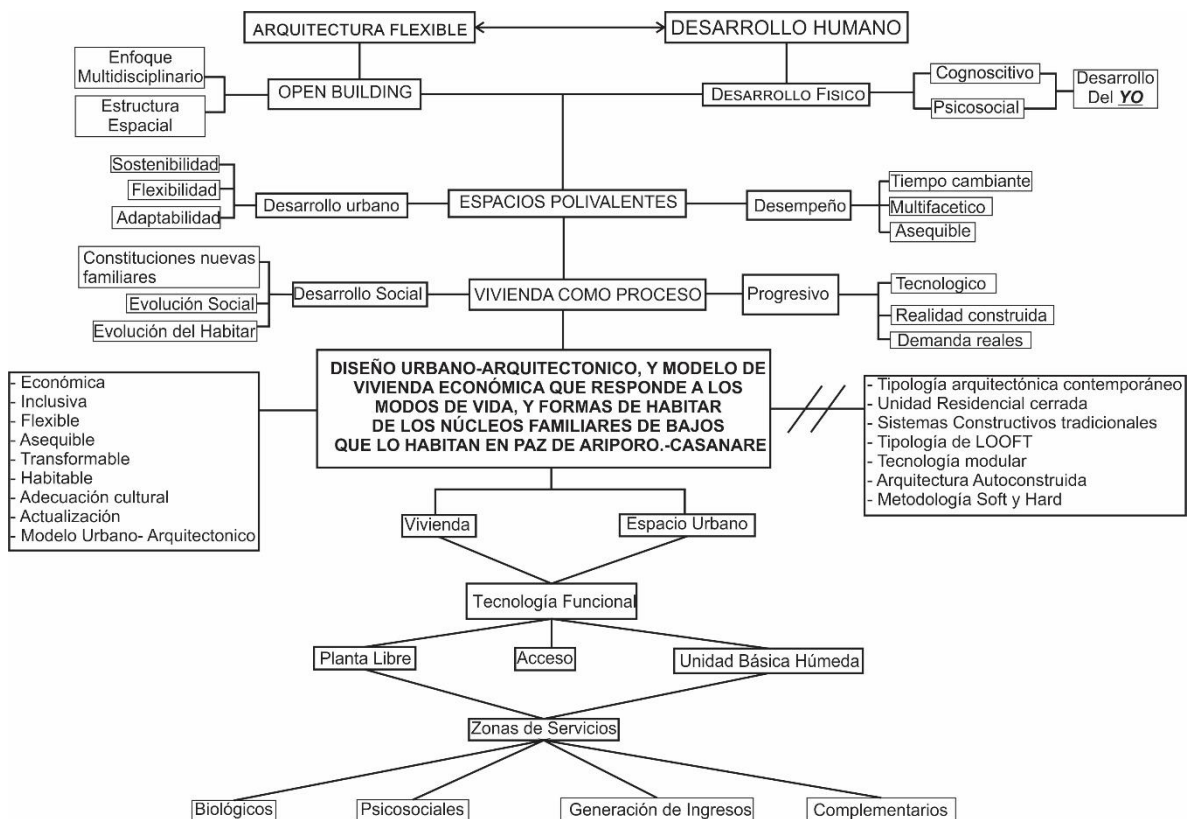 ARQUITECTURA FLEXIBLE
DESARROLLO HUMANO
Enfoque
Multidisciplinario
Estructura
Espacial
OPEN BUILDING
DESARROLLO FISICO
Cognoscitivo
Psicosocial
Desarrollo
Del YO
Sostenibilidad
Flexibilidad
Adaptabilidad
Desarrollo urbano
ESPACIOS POLIVALENTES
Desempeño
Tiempo cambiante
Multifacetico
Asequible
Constituciones nuevas
familiares
Evolución Social
Evolución del Habitar
Desarrollo Social
VIVIENDA COMO PROCESO
Progresivo
Tecnologico
Realidad construida
Demanda reales
- Económica
- Inclusiva
- Flexible
- Asequible
- Transformable
- Habitable
- Adecuación cultural
- Actualización
- Modelo Urbano- Arquitectonico
DISEÑO URBANO-ARQUITECTONICO, Y MODELO DE
VIVIENDA ECONÓMICA QUE RESPONDE A LOS
MODOS DE VIDA, Y FORMAS DE HABITAR
DE LOS NÚCLEOS FAMILIARES DE BAJOS
QUE LO HABITAN EN PAZ DE ARIPORO.-CASANARE
- Tipología arquitectónica contemporáneo
- Unidad Residencial cerrada
- Sistemas Constructivos tradicionales
- Tipología de LOOFT
- Tecnología modular
- Arquitectura Autoconstruida
- Metodología Soft y Hard
Vivienda
Espacio Urbano
Tecnología Funcional
Planta Libre
Acceso
Unidad Básica Húmeda
Zonas de Servicios
Biológicos
Psicosociales
Generación de Ingresos
Complementarios